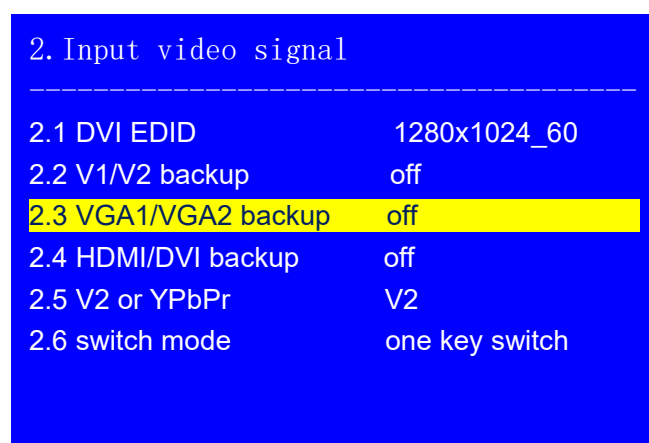 2.Input video signal
---------------------------------------
2.1 DVI EDID 1280x1024_60
2.2 V1/V2 backup off
2.3 VGA1/VGA2 backup off
2.4 HDMI/DVI backup off
2.5 V2 or YPbPr V2
2.6 switch mode one key switch